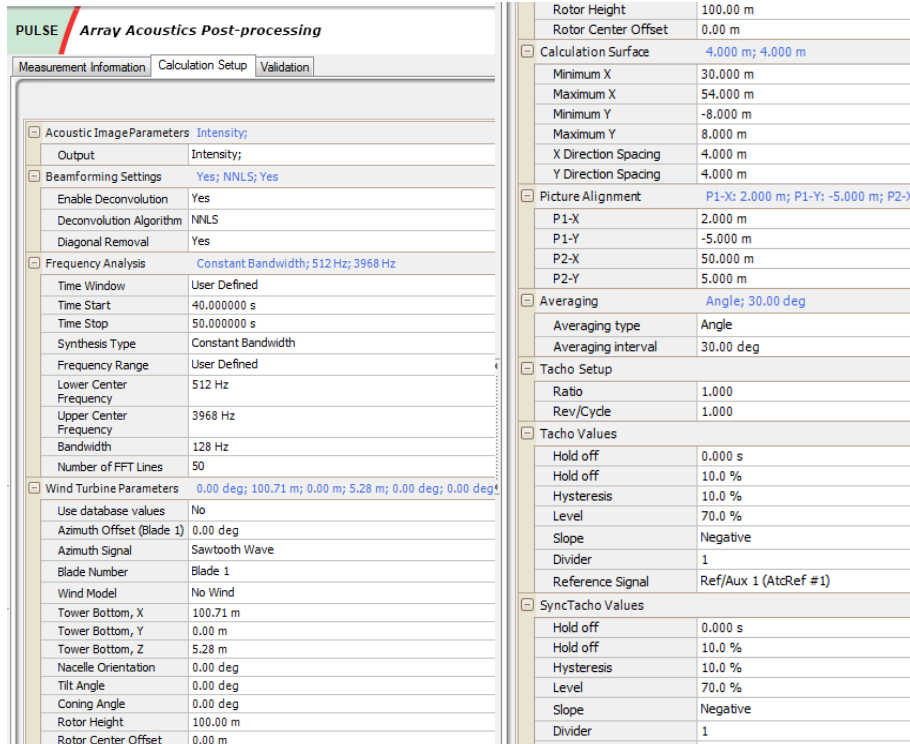 PULSE Array Acoustics Post-processing
Measurement Information Calculation Setup Validation
Acoustic Image Parameters Intensity;
Output Intensity;
Beamforming Settings Yes; NNLS; Yes
Enable Deconvolution Yes
Deconvolution Algorithm NNLS
Diagonal Removal Yes
Frequency Analysis Constant Bandwidth; 512 Hz; 3968 Hz
Time Window User Defined
Time Start 40.000000 s
Time Stop 50.000000 s
Synthesis Type Constant Bandwidth
Frequency Range User Defined
Lower Center
Frequency 512 Hz
Upper Center
Frequency 3968 Hz
Bandwidth 128 Hz
Number of FFT Lines 50
Wind Turbine Parameters 0.00 deg; 100.71 m; 0.00 m; 5.28 m; 0.00 deg; 0.00 deg
Use database values No
Azimuth Offset (Blade 1) 0.00 deg
Azimuth Signal Sawtooth Wave
Blade Number Blade 1
Wind Model No Wind
Tower Bottom, X 100.71 m
Tower Bottom, Y 0.00 m
Tower Bottom, Z 5.28 m
Nacelle Orientation 0.00 deg
Tilt Angle 0.00 deg
Coning Angle 0.00 deg
Rotor Height 100.00 m
Rotor Center Offset 0.00 m
Rotor Height 100.00 m
Rotor Center Offset 0.00 m
Calculation Surface 4.000 m; 4.000 m
Minimum X 30.000 m
Maximum X 54.000 m
Minimum Y -8.000 m
Maximum Y 8.000 m
X Direction Spacing 4.000 m
Y Direction Spacing 4.000 m
Picture Alignment P1-X: 2.000 m; P1-Y: -5.000 m; P2-X
P1-X 2.000 m
P1-Y -5.000 m
P2-X 50.000 m
P2-Y 5.000 m
Averaging Angle; 30.00 deg
Averaging type Angle
Averaging interval 30.00 deg
Tacho Setup
Ratio 1.000
Rev/Cycle 1.000
Tacho Values
Hold off 0.000 s
Hold off 10.0 %
Hysteresis 10.0 %
Level 70.0 %
Slope Negative
Divider 1
Reference Signal Ref/Aux 1 (AtcRef #1)
SyncTacho Values
Hold off 0.000 s
Hold off 10.0 %
Hysteresis 10.0 %
Level 70.0 %
Slope Negative
Divider 1